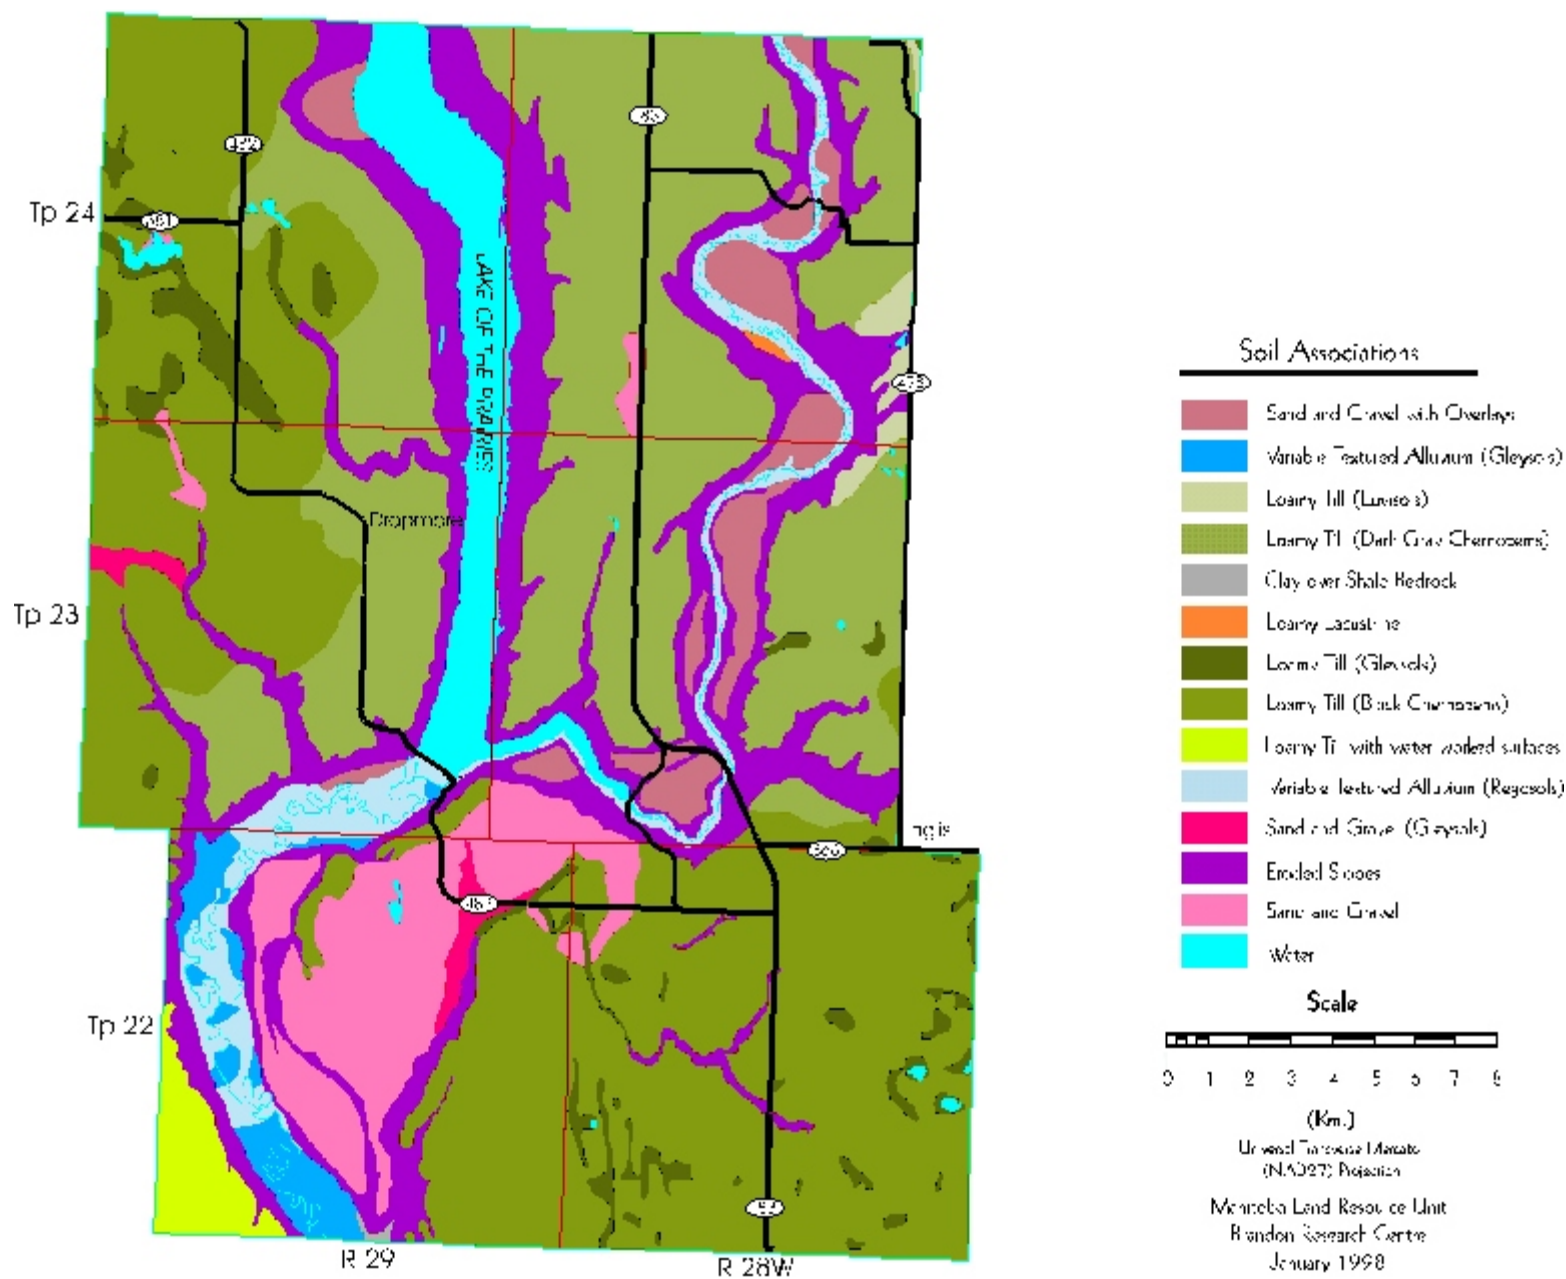 Tp 24
LAKE OF THE PRAIRIES
Dropmore
Tp 23
Tp 22
R 29
R 28W
Soil Associations
Sand and Gravel with Overlays
Variable Textured Alluvium (Gleysols)
Loamy Till (Luvisols)
Loamy Till (Dark Gray Chernozems)
Clay over Shale Bedrock
Loamy Lacustrine
Loamy Till (Gleysols)
Loamy Till (Black Chernozems)
Loamy Till with water worked surfaces
Variable Textured Alluvium (Regosols)
Sand and Gravel (Gleysols)
Eroded Slopes
Sand and Gravel
Water
Scale
0 1 2 3 4 5 6 7 8
(Km.)
Universal Transverse Mercator
(NAD27) Projection
Manitoba Land Resource Unit
Brandon Research Centre
January 1998